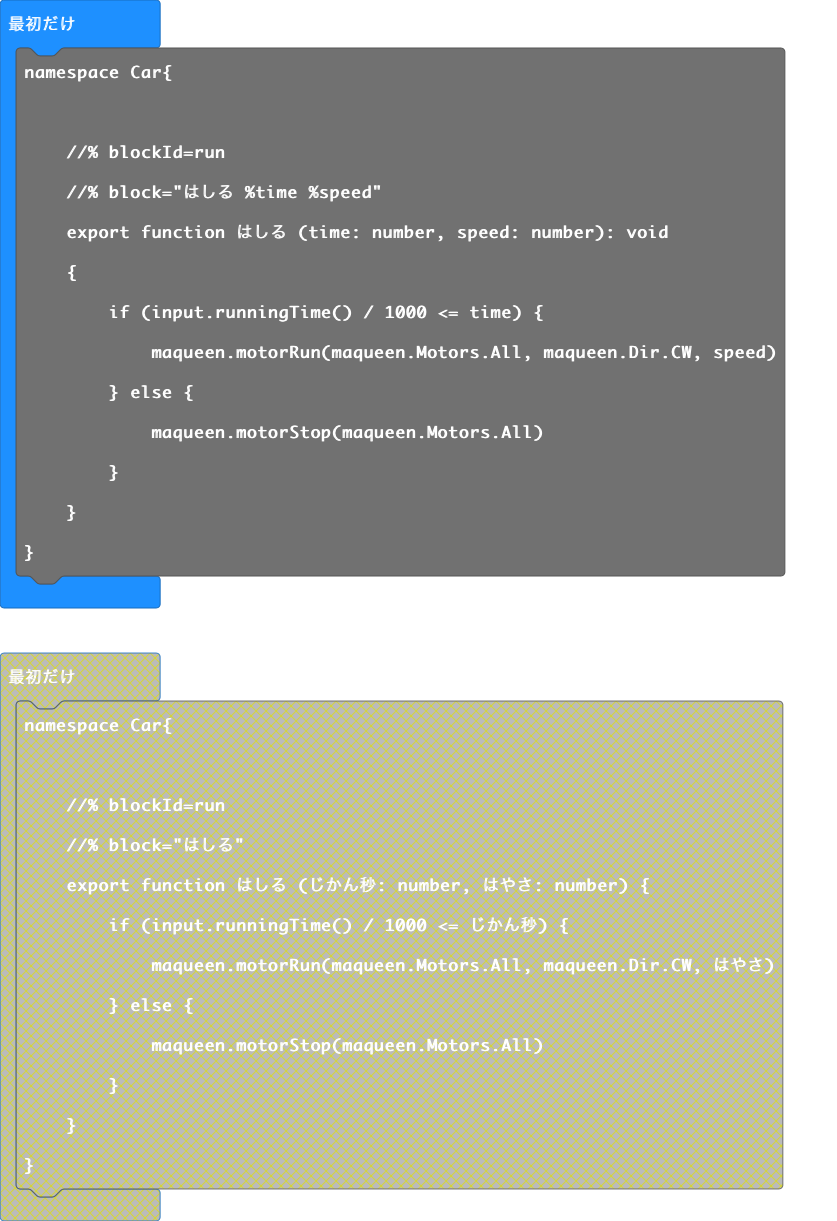 最初だけ
namespace Car{
//% blockId=run
//% block="はしる %time %speed"
export function はしる (time: number, speed: number): void
{
if (input.runningTime() / 1000 <= time) {
maqueen.motorRun(maqueen.Motors.All, maqueen.Dir.CW, speed)
} else {
maqueen.motorStop(maqueen.Motors.All)
}
}
}
最初だけ
namespace Car{
//% blockId=run
//% block="はしる"
export function はしる (じかん秒: number, はやさ: number) {
if (input.runningTime() / 1000 <= じかん秒) {
maqueen.motorRun(maqueen.Motors.All, maqueen.Dir.CW, はやさ)
} else {
maqueen.motorStop(maqueen.Motors.All)
}
}
}